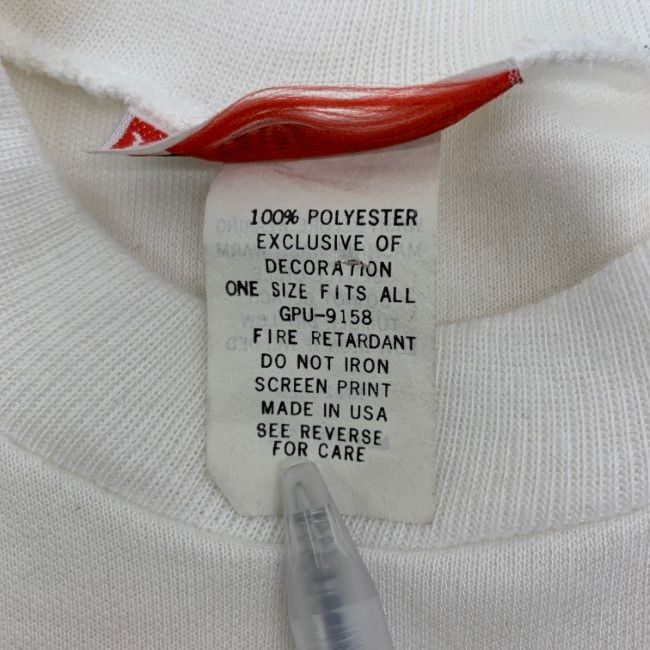 100% POLYESTER
EXCLUSIVE OF
DECORATION
ONE SIZE FITS ALL
GPU-9158
FIRE RETARDANT
DO NOT IRON
SCREEN PRINT
MADE IN USA
SEE REVERSE
FOR CARE